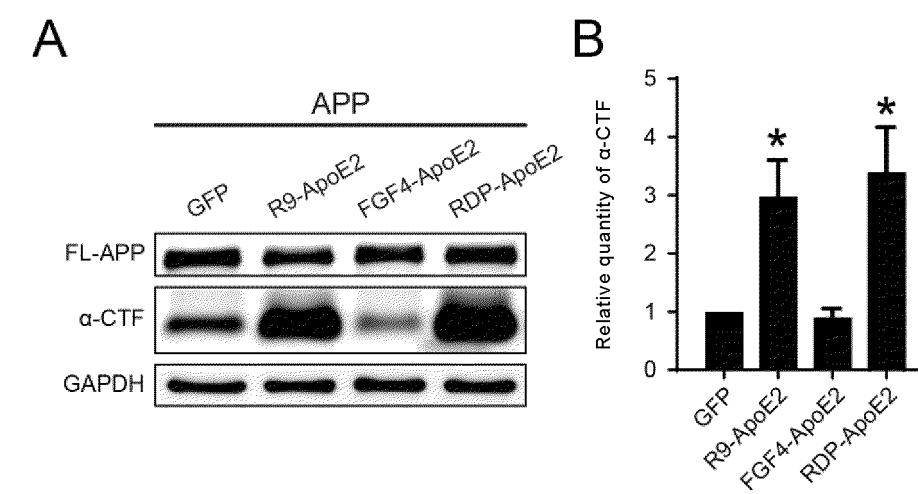 A
APP
GFP
R9-ApoE2
FGF4-ApoE2
RDP-ApoE2
FL-APP
α-CTF
GAPDH
B
Relative quantity of α-CTF
5
4
3
2
1
0
*
*
GFP
R9-ApoE2
FGF4-ApoE2
RDP-ApoE2